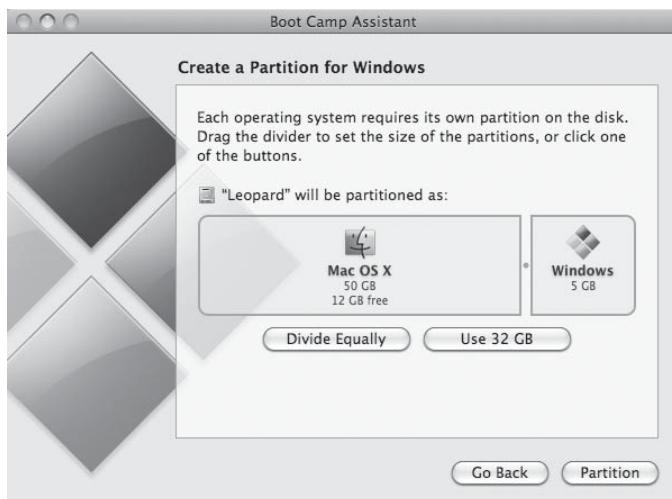 Boot Camp Assistant
Create a Partition for Windows
Each operating system requires its own partition on the disk.
Drag the divider to set the size of the partitions, or click one
of the buttons.
"Leopard" will be partitioned as:
Mac OS X
50 GB
12 GB free
Windows
5 GB
Divide Equally
Use 32 GB
Go Back
Partition